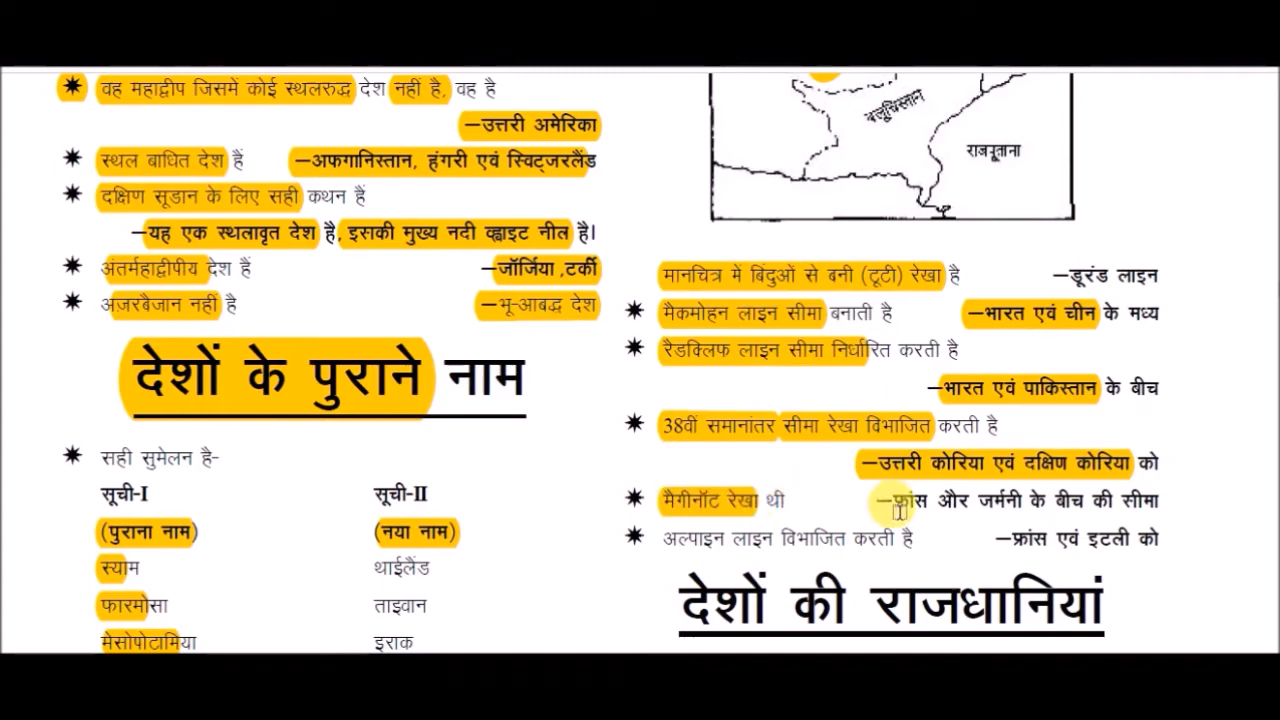 ✷ वह महाद्वीप जिसमें कोई स्थलरुद्ध देश नहीं है, वह है
–उत्तरी अमेरिका
✷ स्थल बाधित देश हैं –अफगानिस्तान, हंगरी एवं स्विट्जरलैंड
✷ दक्षिण सूडान के लिए सही कथन हैं
–यह एक स्थलावृत देश है, इसकी मुख्य नदी व्हाइट नील है।
✷ अंतर्महाद्वीपीय देश हैं –जॉर्जिया ,टर्की
✷ अज़रबैजान नहीं है –भू-आबद्ध देश
देशों के पुराने नाम
✷ सही सुमेलन है-
सूची-I सूची-II
(पुराना नाम) (नया नाम)
स्याम थाईलैंड
फारमोसा ताइवान
मेसोपोटामिया इराक
बलूचिस्तान
राजपूताना
मानचित्र में बिंदुओं से बनी (टूटी) रेखा है –डूरंड लाइन
✷ मैकमोहन लाइन सीमा बनाती है –भारत एवं चीन के मध्य
✷ रैडक्लिफ लाइन सीमा निर्धारित करती है
–भारत एवं पाकिस्तान के बीच
✷ 38वीं समानांतर सीमा रेखा विभाजित करती है
–उत्तरी कोरिया एवं दक्षिण कोरिया को
✷ मैगीनॉट रेखा थी –फ्रांस और जर्मनी के बीच की सीमा
✷ अल्पाइन लाइन विभाजित करती है –फ्रांस एवं इटली को
देशों की राजधानियां